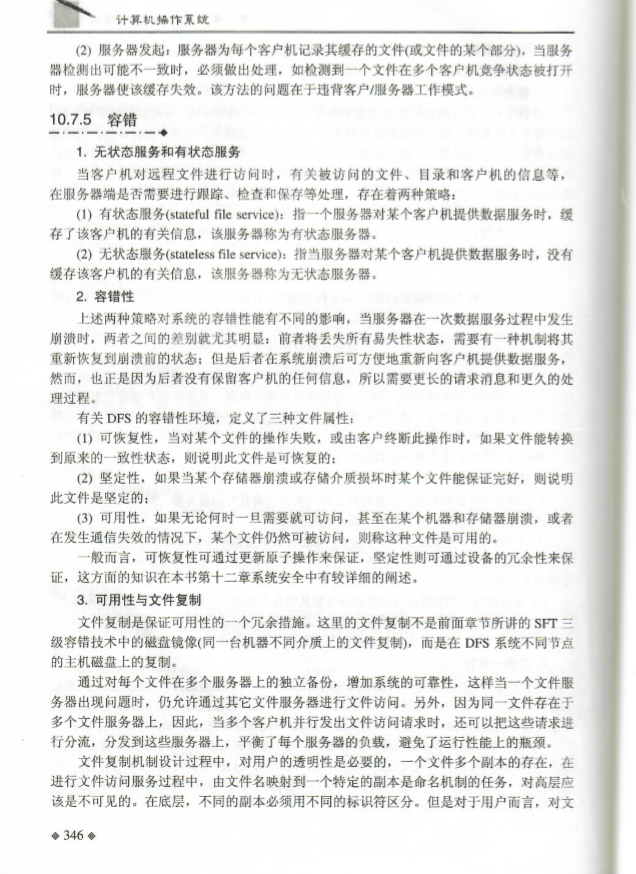 计算机操作系统
(2) 服务器发起：服务器为每个客户机记录其缓存的文件(或文件的某个部分)，当服务
器检测出可能不一致时，必须做出处理，如检测到一个文件在多个客户机竞争状态被打开
时，服务器使该缓存失效。该方法的问题在于违背客户/服务器工作模式。
10.7.5 容错
1. 无状态服务和有状态服务
当客户机对远程文件进行访问时，有关被访问的文件、目录和客户机的信息等，
在服务器端是否需要进行跟踪、检查和保存等处理，存在着两种策略：
(1) 有状态服务(stateful file service)：指一个服务器对某个客户机提供数据服务时，缓
存了该客户机的有关信息，该服务器称为有状态服务器。
(2) 无状态服务(stateless file service)：指当服务器对某个客户机提供数据服务时，没有
缓存该客户机的有关信息，该服务器称为无状态服务器。
2. 容错性
上述两种策略对系统的容错性能有不同的影响，当服务器在一次数据服务过程中发生
崩溃时，两者之间的差别就尤其明显：前者将丢失所有易失性状态，需要有一种机制将其
重新恢复到崩溃前的状态；但是后者在系统崩溃后可方便地重新向客户机提供数据服务，
然而，也正是因为后者没有保留客户机的任何信息，所以需要更长的请求消息和更久的处
理过程。
有关 DFS 的容错性环境，定义了三种文件属性：
(1) 可恢复性，当对某个文件的操作失败，或由客户终断此操作时，如果文件能转换
到原来的一致性状态，则说明此文件是可恢复的；
(2) 坚定性，如果当某个存储器崩溃或存储介质损坏时某个文件能保证完好，则说明
此文件是坚定的；
(3) 可用性，如果无论何时一旦需要就可访问，甚至在某个机器和存储器崩溃，或者
在发生通信失效的情况下，某个文件仍然可被访问，则称这种文件是可用的。
一般而言，可恢复性可通过更新原子操作来保证，坚定性则可通过设备的冗余性来保
证，这方面的知识在本书第十二章系统安全中有较详细的阐述。
3. 可用性与文件复制
文件复制是保证可用性的一个冗余措施。这里的文件复制不是前面章节所讲的 SFT 三
级容错技术中的磁盘镜像(同一台机器不同介质上的文件复制)，而是在 DFS 系统不同节点
的主机磁盘上的复制。
通过对每个文件在多个服务器上的独立备份，增加系统的可靠性，这样当一个文件服
务器出现问题时，仍允许通过其它文件服务器进行文件访问。另外，因为同一文件存在于
多个文件服务器上，因此，当多个客户机并行发出文件访问请求时，还可以把这些请求进
行分流，分发到这些服务器上，平衡了每个服务器的负载，避免了运行性能上的瓶颈。
文件复制机制设计过程中，对用户的透明性是必要的，一个文件多个副本的存在，在
进行文件访问服务过程中，由文件名映射到一个特定的副本是命名机制的任务，对高层应
该是不可见的。在底层，不同的副本必须用不同的标识符区分。但是对于用户而言，对文
346